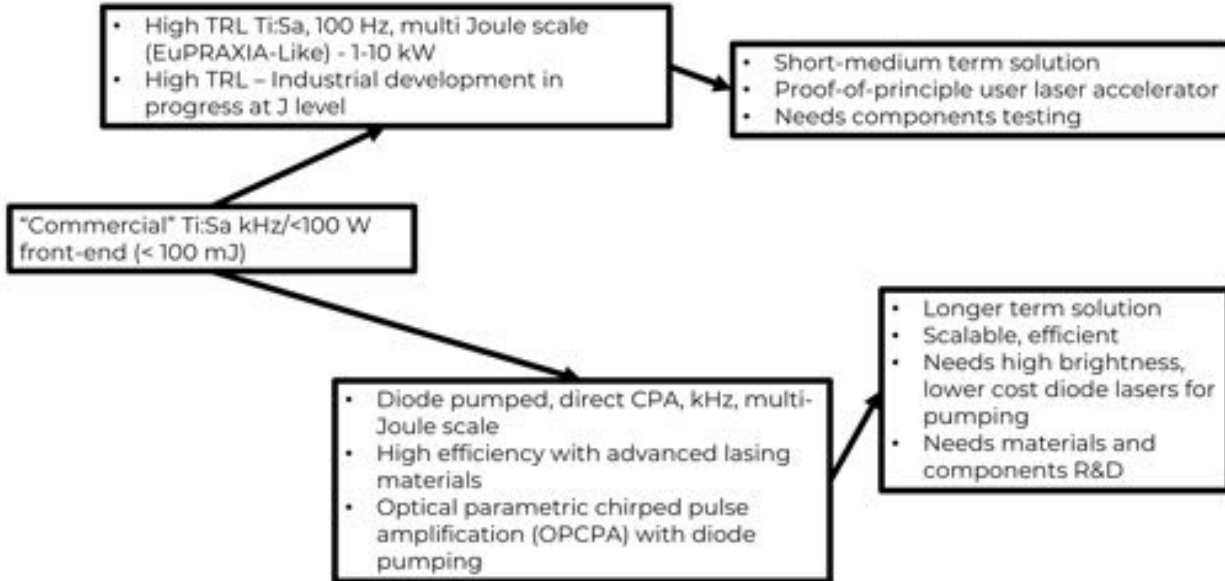 • High TRL Ti:Sa, 100 Hz, multi Joule scale
(EuPRAXIA-Like) - 1-10 kW
• High TRL – Industrial development in
progress at J level
• Short-medium term solution
• Proof-of-principle user laser accelerator
• Needs components testing
"Commercial" Ti:Sa kHz/<100 W
front-end (< 100 mJ)
• Longer term solution
• Scalable, efficient
• Needs high brightness,
lower cost diode lasers for
pumping
• Needs materials and
components R&D
• Diode pumped, direct CPA, kHz, multi-
Joule scale
• High efficiency with advanced lasing
materials
• Optical parametric chirped pulse
amplification (OPCPA) with diode
pumping